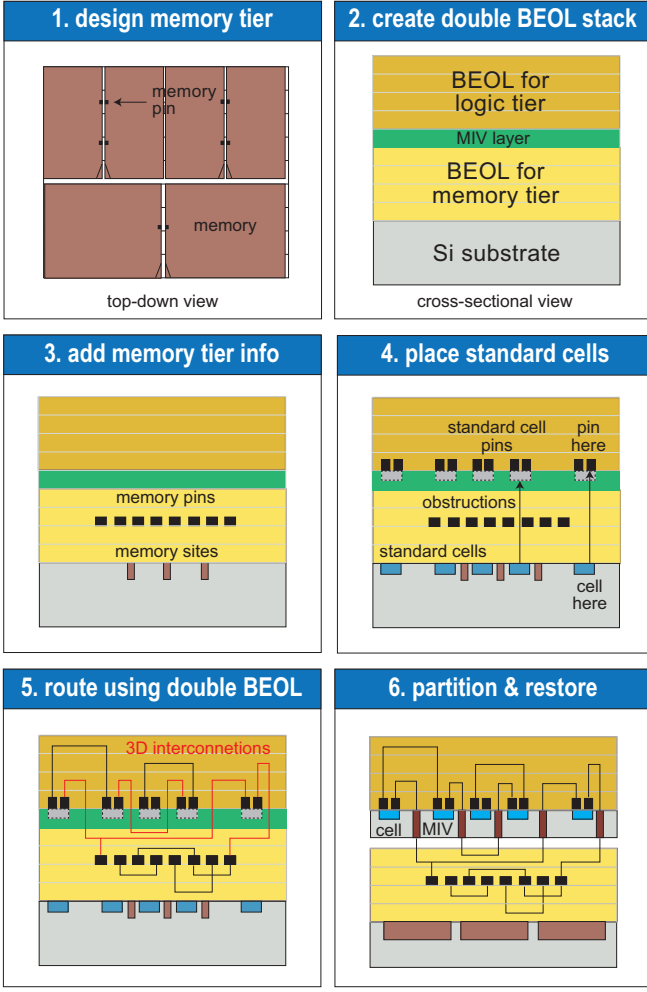 1. design memory tier
memory
pin
memory
top-down view
2. create double BEOL stack
BEOL for
logic tier
MIV layer
BEOL for
memory tier
Si substrate
cross-sectional view
3. add memory tier info
memory pins
memory sites
4. place standard cells
standard cell
pins
pin
here
obstructions
standard cells
cell
here
5. route using double BEOL
3D interconnetions
6. partition & restore
cell
MIV